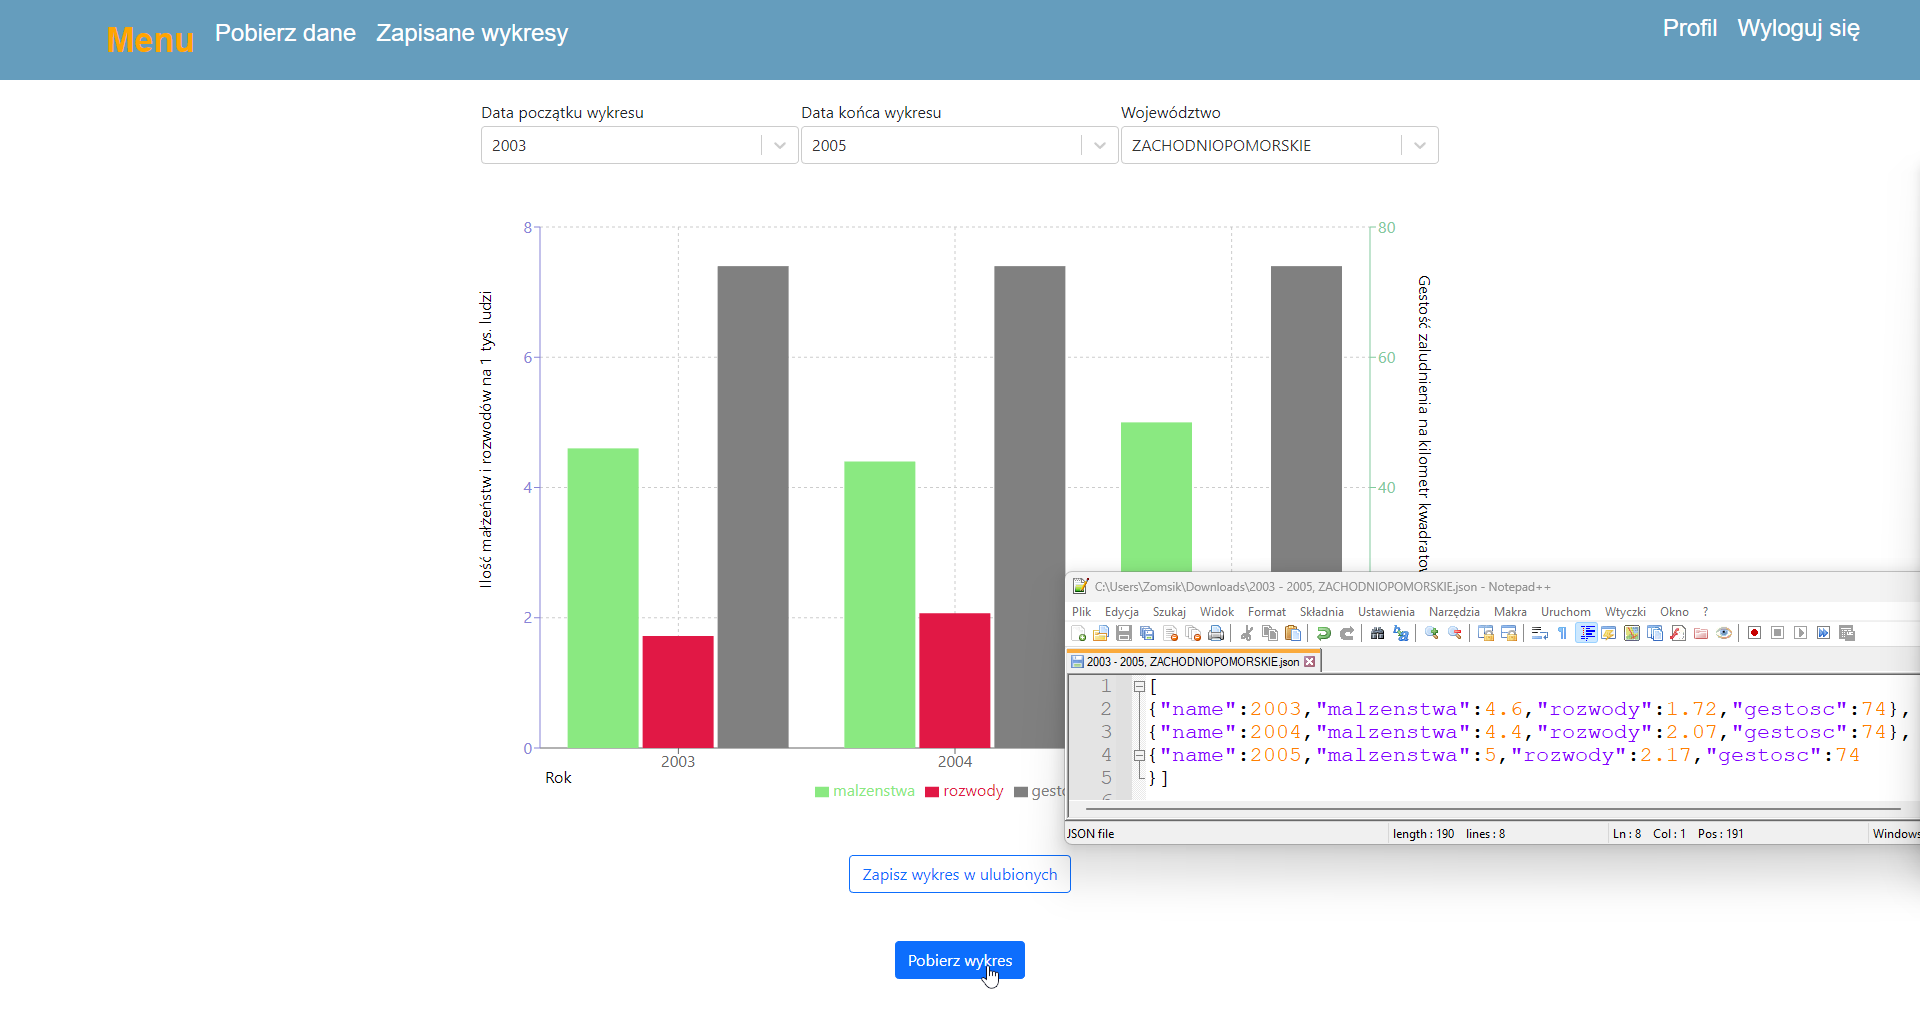 Menu Pobierz dane Zapisane wykresy Profil Wyloguj się
Data początku wykresu Data końca wykresu Województwo
2003 2005 ZACHODNIOPOMORSKIE
8 80
6 60
4 40
2
0
Ilość małżeństw i rozwodów na 1 tys. ludzi
Gęstość zaludnienia na kilometr kwadratow
2003 2004
Rok
malzenstwa rozwody gesto
C:\Users\Zomsik\Downloads\2003 - 2005, ZACHODNIOPOMORSKIE.json - Notepad++
Plik Edycja Szukaj Widok Format Składnia Ustawienia Narzędzia Makra Uruchom Wtyczki Okno ?
2003 - 2005, ZACHODNIOPOMORSKIE.json
1 [
2 {"name":2003,"malzenstwa":4.6,"rozwody":1.72,"gestosc":74},
3 {"name":2004,"malzenstwa":4.4,"rozwody":2.07,"gestosc":74},
4 {"name":2005,"malzenstwa":5,"rozwody":2.17,"gestosc":74
5 }]
JSON file length : 190 lines : 8 Ln : 8 Col : 1 Pos : 191 Windows
Zapisz wykres w ulubionych
Pobierz wykres